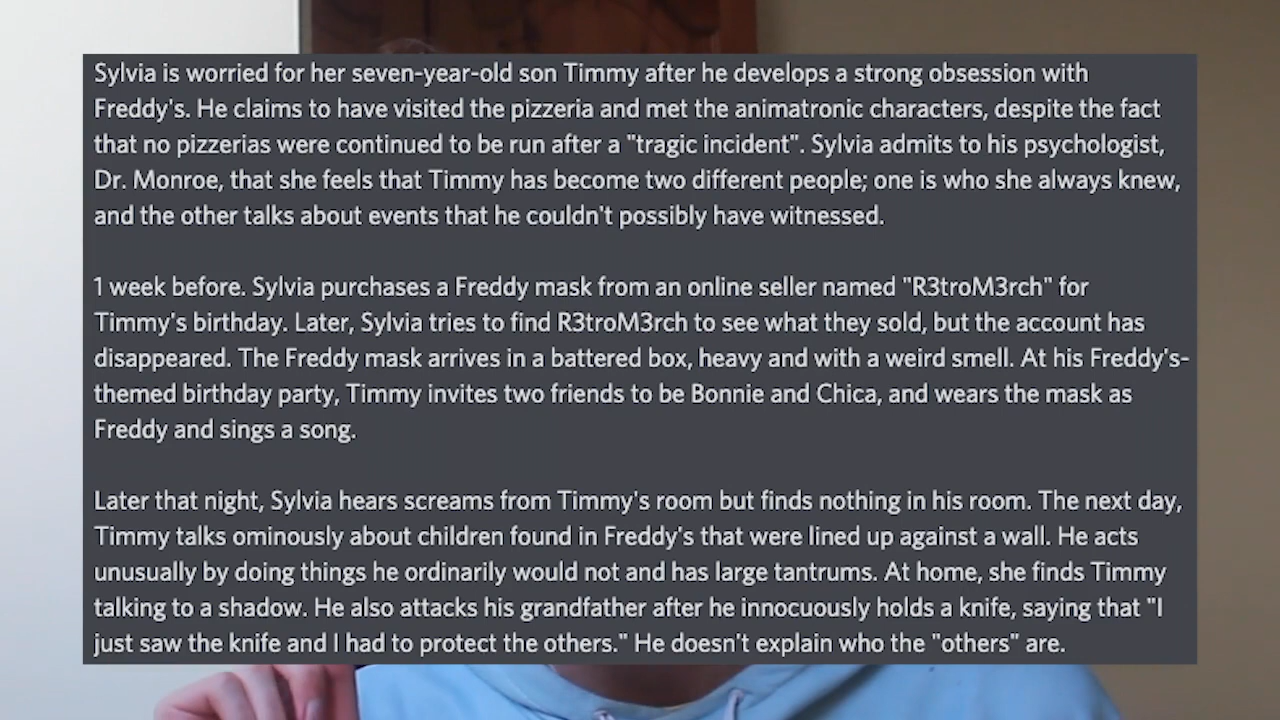 Sylvia is worried for her seven-year-old son Timmy after he develops a strong obsession with
Freddy's. He claims to have visited the pizzeria and met the animatronic characters, despite the fact
that no pizzerias were continued to be run after a "tragic incident". Sylvia admits to his psychologist,
Dr. Monroe, that she feels that Timmy has become two different people; one is who she always knew,
and the other talks about events that he couldn't possibly have witnessed.
1 week before. Sylvia purchases a Freddy mask from an online seller named "R3troM3rch" for
Timmy's birthday. Later, Sylvia tries to find R3troM3rch to see what they sold, but the account has
disappeared. The Freddy mask arrives in a battered box, heavy and with a weird smell. At his Freddy's-
themed birthday party, Timmy invites two friends to be Bonnie and Chica, and wears the mask as
Freddy and sings a song.
Later that night, Sylvia hears screams from Timmy's room but finds nothing in his room. The next day,
Timmy talks ominously about children found in Freddy's that were lined up against a wall. He acts
unusually by doing things he ordinarily would not and has large tantrums. At home, she finds Timmy
talking to a shadow. He also attacks his grandfather after he innocuously holds a knife, saying that "I
just saw the knife and I had to protect the others." He doesn't explain who the "others" are.